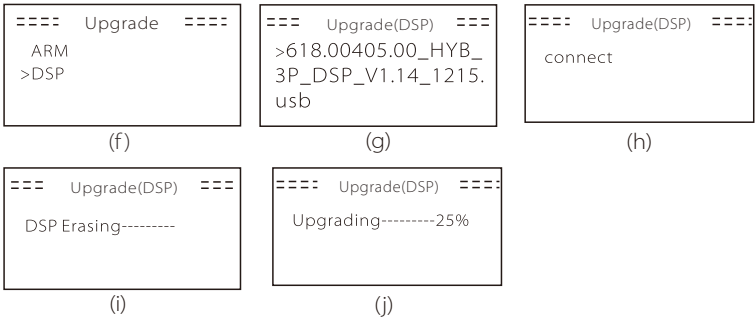 ==== Upgrade ====
ARM
>DSP
(f)
=== Upgrade(DSP) ===
>618.00405.00_HYB_
3P_DSP_V1.14_1215.
usb
(g)
==== Upgrade(DSP) ====
connect
(h)
=== Upgrade(DSP) ===
DSP Erasing---------
(i)
==== Upgrade(DSP) ====
Upgrading---------25%
(j)